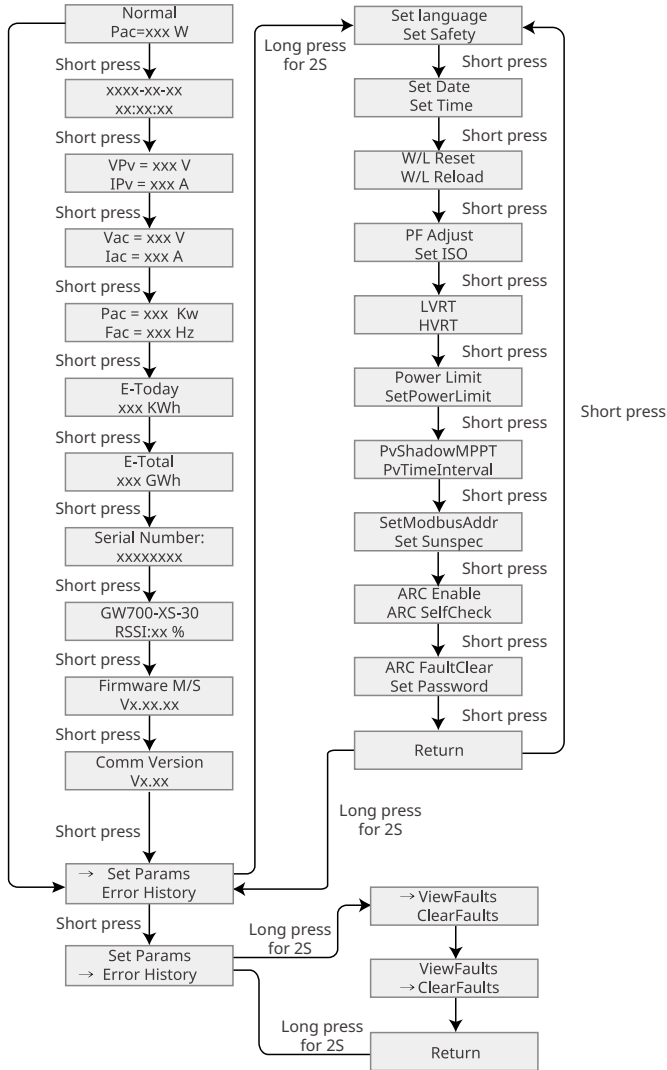 Normal
Pac=xxx W
Short press
xxxx-xx-xx
xx:xx:xx
Short press
VPv = xxx V
IPv = xxx A
Short press
Vac = xxx V
Iac = xxx A
Short press
Pac = xxx Kw
Fac = xxx Hz
Short press
E-Today
xxx KWh
Short press
E-Total
xxx GWh
Short press
Serial Number:
xxxxxxxx
Short press
GW700-XS-30
RSSI:xx %
Short press
Firmware M/S
Vx.xx.xx
Short press
Comm Version
Vx.xx
Short press
→ Set Params
Error History
Short press
Set Params
→ Error History
Long press
for 2S
Set language
Set Safety
Short press
Set Date
Set Time
Short press
W/L Reset
W/L Reload
Short press
PF Adjust
Set ISO
Short press
LVRT
HVRT
Short press
Power Limit
SetPowerLimit
Short press
PvShadowMPPT
PvTimeInterval
Short press
SetModbusAddr
Set Sunspec
Short press
ARC Enable
ARC SelfCheck
Short press
ARC FaultClear
Set Password
Short press
Return
Short press
Long press
for 2S
Long press
for 2S
→ ViewFaults
ClearFaults
ViewFaults
→ ClearFaults
Long press
for 2S
Return